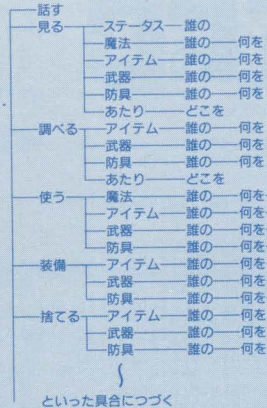 話す
見る ステータス 誰の
魔法 誰の 何を
アイテム 誰の 何を
武器 誰の 何を
防具 誰の 何を
あたり どこを
調べる アイテム 誰の 何を
武器 誰の 何を
防具 誰の 何を
あたり どこを
使う 魔法 誰の 何を
アイテム 誰の 何を
武器 誰の 何を
防具 誰の 何を
装備 アイテム 誰の 何を
武器 誰の 何を
防具 誰の 何を
捨てる アイテム 誰の 何を
武器 誰の 何を
防具 誰の 何を
といった具合につづく